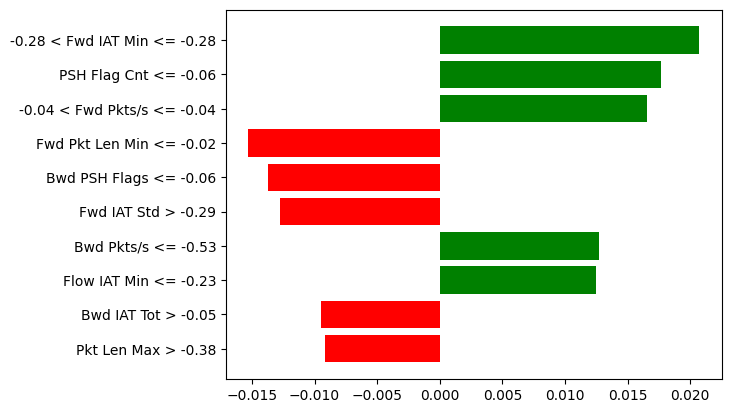 -0.28 < Fwd IAT Min <= -0.28
PSH Flag Cnt <= -0.06
-0.04 < Fwd Pkts/s <= -0.04
Fwd Pkt Len Min <= -0.02
Bwd PSH Flags <= -0.06
Fwd IAT Std > -0.29
Bwd Pkts/s <= -0.53
Flow IAT Min <= -0.23
Bwd IAT Tot > -0.05
Pkt Len Max > -0.38
−0.015 −0.010 −0.005 0.000 0.005 0.010 0.015 0.020